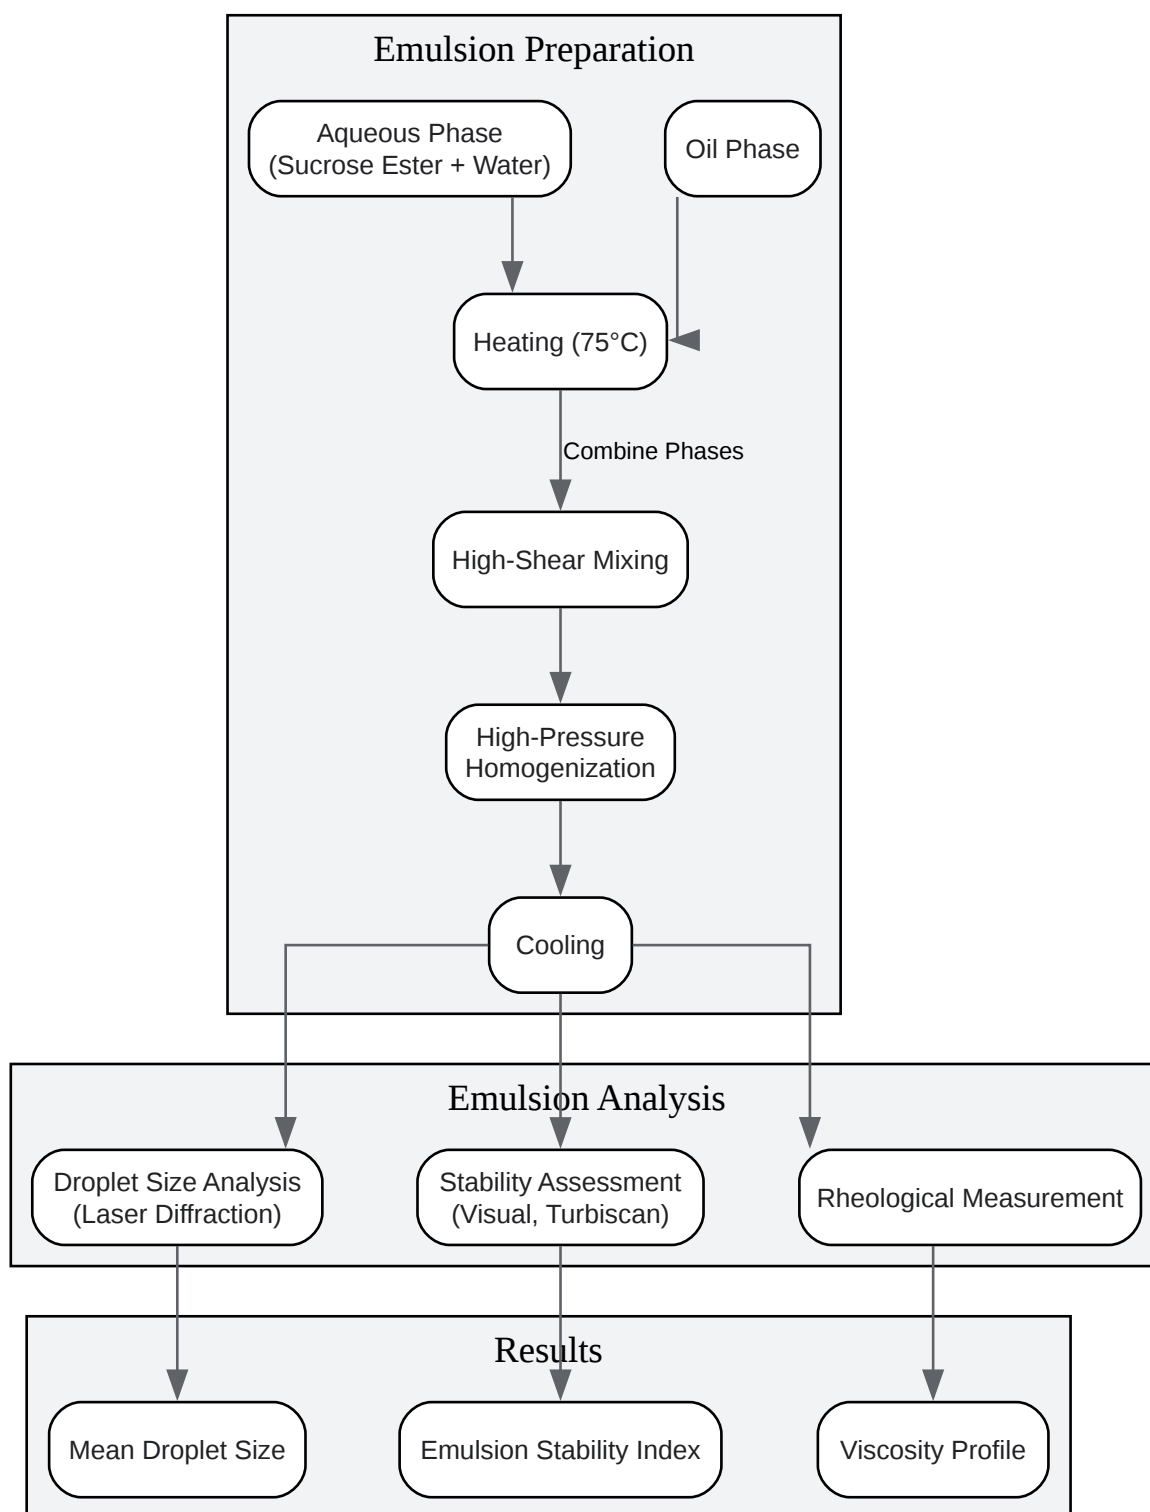 Emulsion Preparation
Aqueous Phase
(Sucrose Ester + Water)
Oil Phase
Heating (75°C)
Combine Phases
High-Shear Mixing
High-Pressure
Homogenization
Cooling
Emulsion Analysis
Droplet Size Analysis
(Laser Diffraction)
Stability Assessment
(Visual, Turbiscan)
Rheological Measurement
Results
Mean Droplet Size
Emulsion Stability Index
Viscosity Profile